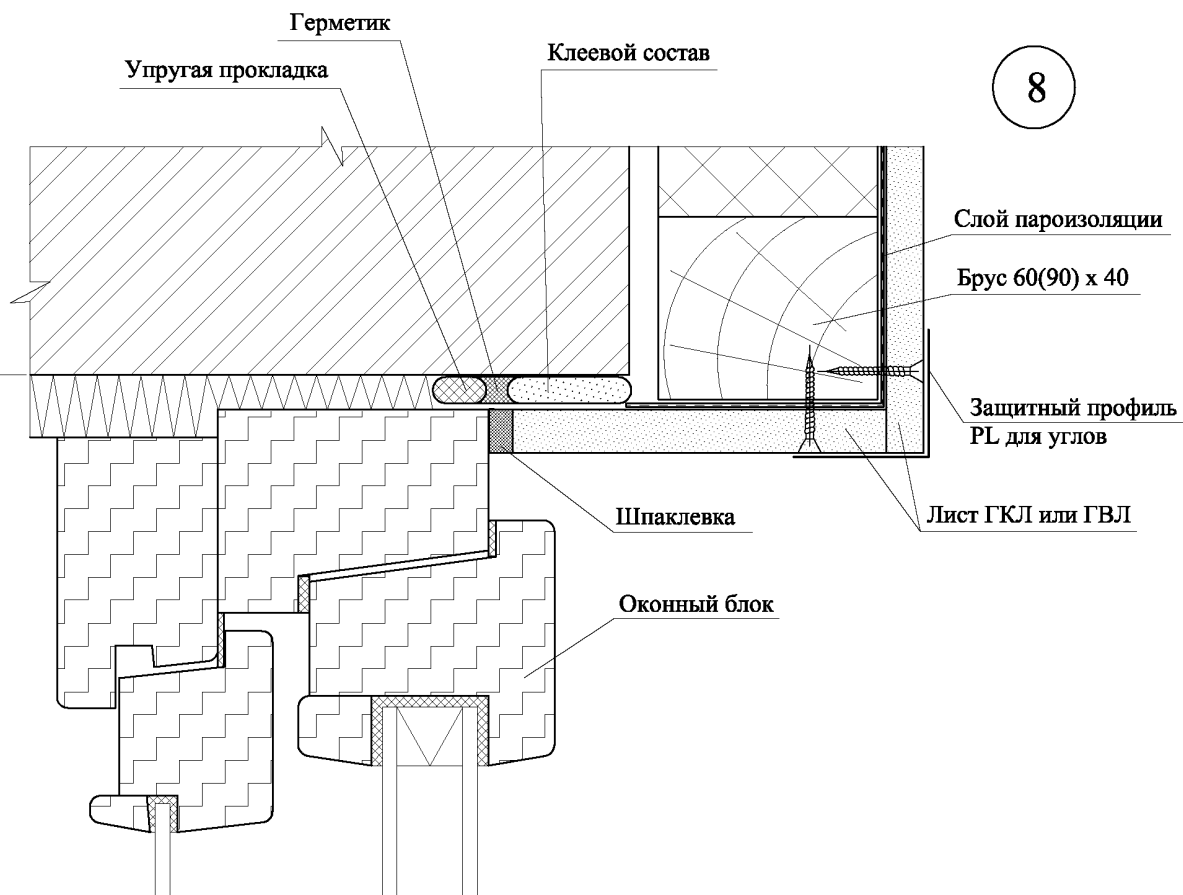 Герметик
Клеевой состав
Упругая прокладка
8
Слой пароизоляции
Брус 60(90) х 40
Защитный профиль
PL для углов
Шпаклевка
Лист ГКЛ или ГВЛ
Оконный блок